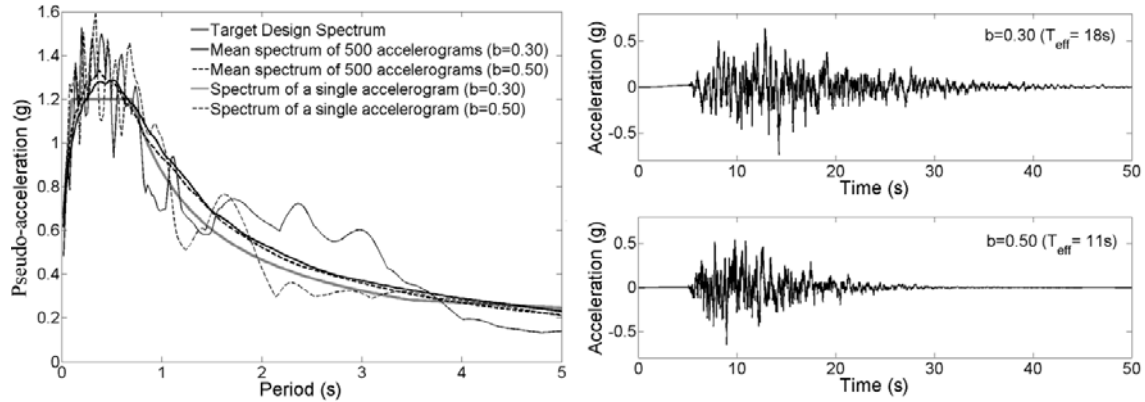 1.6
1.4
1.2
1
0.8
0.6
0.4
0.2
0
Pseudo-acceleration (g)
Target Design Spectrum
Mean spectrum of 500 accelerograms (b=0.30)
Mean spectrum of 500 accelerograms (b=0.50)
Spectrum of a single accelerogram (b=0.30)
Spectrum of a single accelerogram (b=0.50)
0 1 2 3 4 5
Period (s)
b=0.30 (Teff= 18s)
0.5
0
-0.5
Acceleration (g)
0 10 20 30 40 50
Time (s)
b=0.50 (Teff= 11s)
0.5
0
-0.5
Acceleration (g)
0 10 20 30 40 50
Time (s)